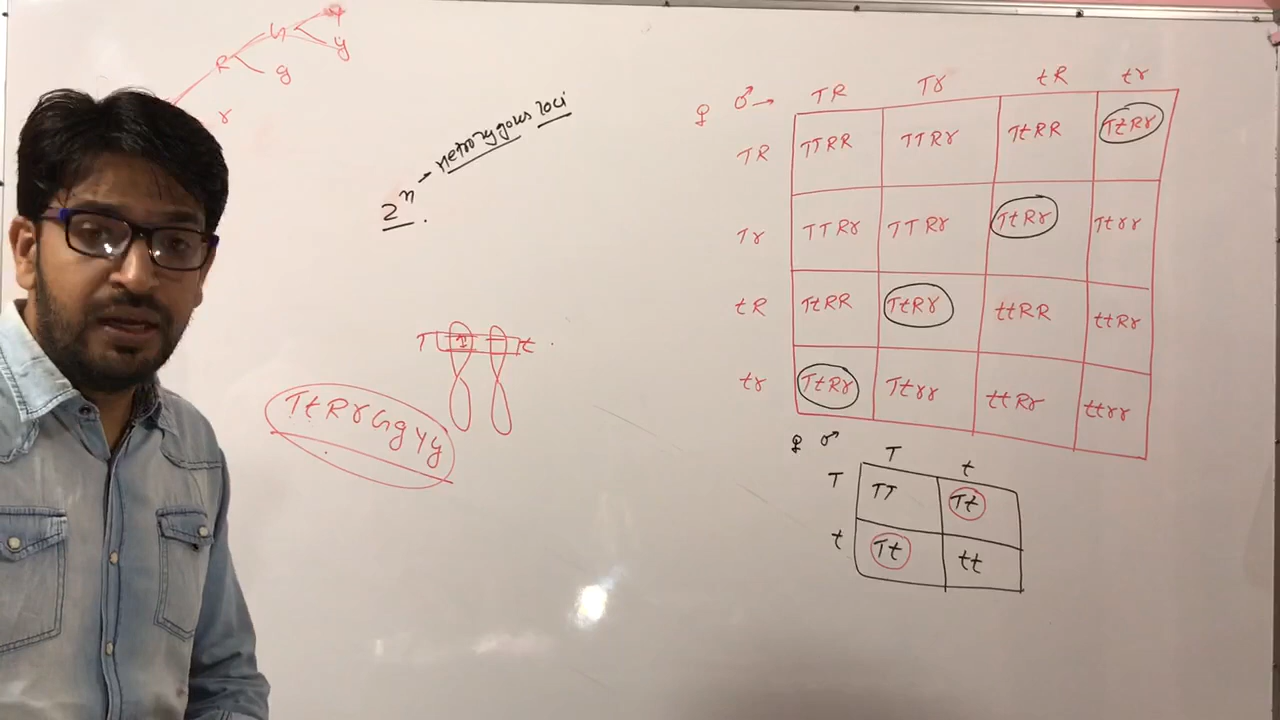 Y
G
y
R
g
r
2ⁿ → hetrozygous loci
T t
TtRrGgYy
♀ ♂→ TR Tr tR tr
TR TTRR TTRr TtRR TtRr
Tr TTRr TTRr TtRr Ttrr
tR TtRR TtRr ttRR ttRr
tr TtRr Ttrr ttRr ttrr
♀ ♂ T t
T TT Tt
t Tt tt